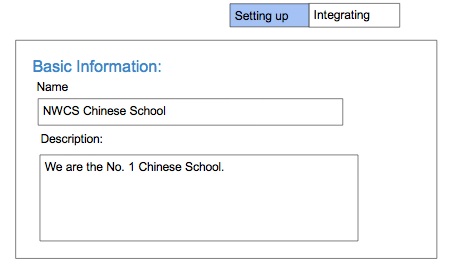 Setting up Integrating
Basic Information:
Name
NWCS Chinese School
Description:
We are the No. 1 Chinese School.